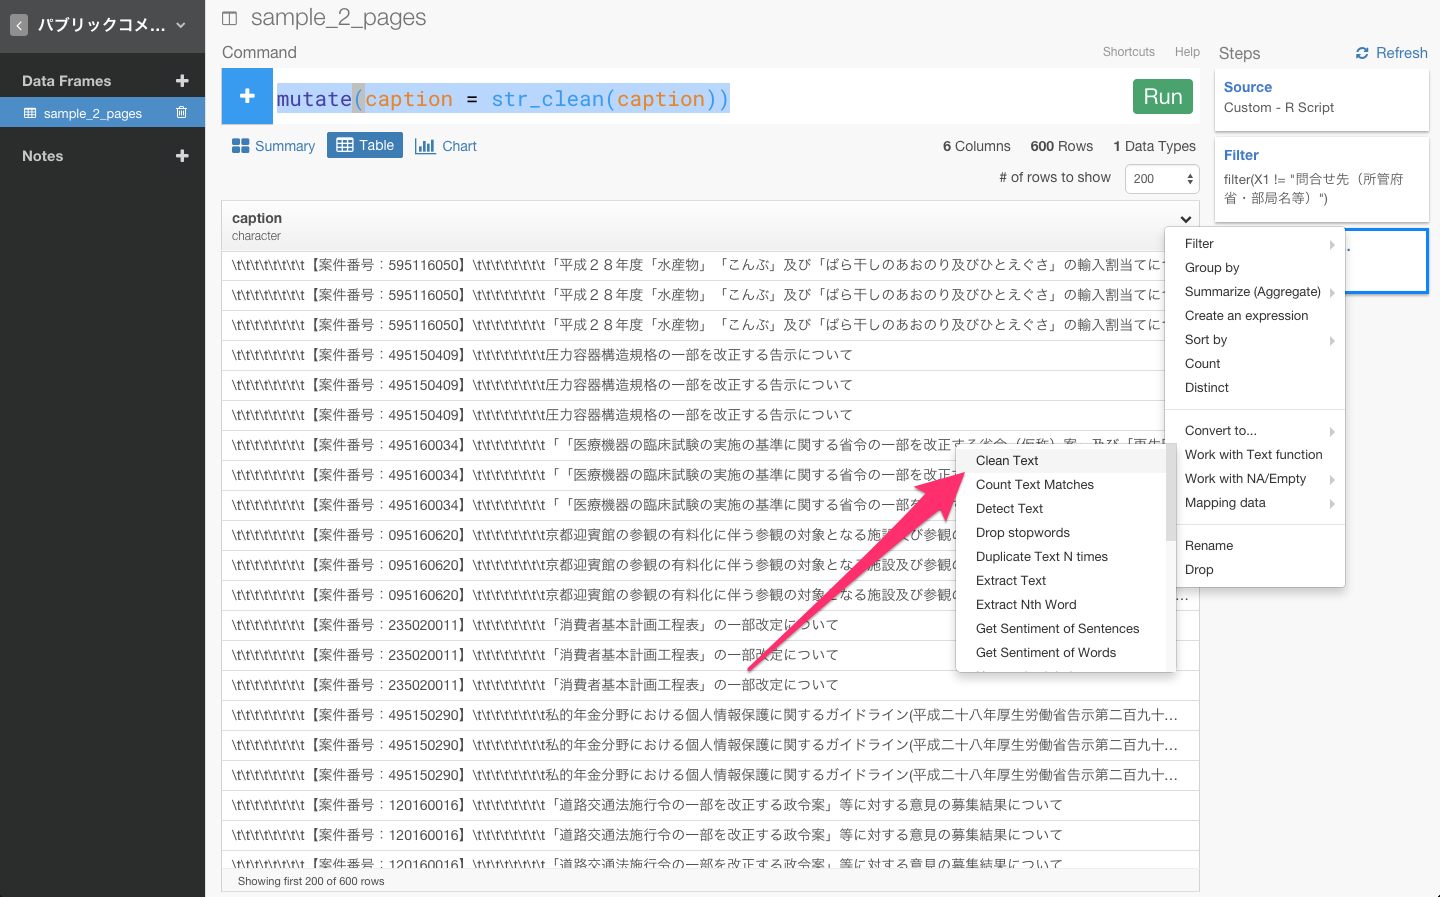 パブリックコメ...
sample_2_pages
Command
Shortcuts
Help
Steps
Refresh
Data Frames
sample_2_pages
Notes
mutate(caption = str_clean(caption))
Run
Source
Custom - R Script
Filter
filter(X1 != "問合せ先（所管府
省・部局名等）")
Summary
Table
Chart
6 Columns
600 Rows
1 Data Types
# of rows to show
200
caption
character
\t\t\t\t\t\t\t【案件番号：595116050】\t\t\t\t\t\t\t「平成２８年度「水産物」「こんぶ」及び「ばら干しのあおのり及びひとえぐさ」の輸入割当てに
\t\t\t\t\t\t\t【案件番号：595116050】\t\t\t\t\t\t\t「平成２８年度「水産物」「こんぶ」及び「ばら干しのあおのり及びひとえぐさ」の輸入割当てに
\t\t\t\t\t\t\t【案件番号：595116050】\t\t\t\t\t\t\t「平成２８年度「水産物」「こんぶ」及び「ばら干しのあおのり及びひとえぐさ」の輸入割当てに
\t\t\t\t\t\t\t【案件番号：495150409】\t\t\t\t\t\t\t圧力容器構造規格の一部を改正する告示について
\t\t\t\t\t\t\t【案件番号：495150409】\t\t\t\t\t\t\t圧力容器構造規格の一部を改正する告示について
\t\t\t\t\t\t\t【案件番号：495150409】\t\t\t\t\t\t\t圧力容器構造規格の一部を改正する告示について
\t\t\t\t\t\t\t【案件番号：495160034】\t\t\t\t\t\t\t「「医療機器の臨床試験の実施の基準に関する省令の一部を改正する省令（仮称）案」及び「再生
\t\t\t\t\t\t\t【案件番号：495160034】\t\t\t\t\t\t\t「「医療機器の臨床試験の実施の基準に関する省令の一部を改正
\t\t\t\t\t\t\t【案件番号：495160034】\t\t\t\t\t\t\t「「医療機器の臨床試験の実施の基準に関する省令の一部を
\t\t\t\t\t\t\t【案件番号：095160620】\t\t\t\t\t\t\t京都迎賓館の参観の有料化に伴う参観の対象となる施設及び参観の
\t\t\t\t\t\t\t【案件番号：095160620】\t\t\t\t\t\t\t京都迎賓館の参観の有料化に伴う参観の対象となる施設及び参観の
\t\t\t\t\t\t\t【案件番号：095160620】\t\t\t\t\t\t\t京都迎賓館の参観の有料化に伴う参観の対象となる施設及び参観の ...
\t\t\t\t\t\t\t【案件番号：235020011】\t\t\t\t\t\t\t「消費者基本計画工程表」の一部改定について
\t\t\t\t\t\t\t【案件番号：235020011】\t\t\t\t\t\t\t「消費者基本計画工程表」の一部改定について
\t\t\t\t\t\t\t【案件番号：235020011】\t\t\t\t\t\t\t「消費者基本計画工程表」の一部改定について
\t\t\t\t\t\t\t【案件番号：495150290】\t\t\t\t\t\t\t私的年金分野における個人情報保護に関するガイドライン(平成二十八年厚生労働省告示第二百九十...
\t\t\t\t\t\t\t【案件番号：495150290】\t\t\t\t\t\t\t私的年金分野における個人情報保護に関するガイドライン(平成二十八年厚生労働省告示第二百九十...
\t\t\t\t\t\t\t【案件番号：495150290】\t\t\t\t\t\t\t私的年金分野における個人情報保護に関するガイドライン(平成二十八年厚生労働省告示第二百九十...
\t\t\t\t\t\t\t【案件番号：120160016】\t\t\t\t\t\t\t「道路交通法施行令の一部を改正する政令案」等に対する意見の募集結果について
\t\t\t\t\t\t\t【案件番号：120160016】\t\t\t\t\t\t\t「道路交通法施行令の一部を改正する政令案」等に対する意見の募集結果について
\t\t\t\t\t\t\t【案件番号：120160016】\t\t\t\t\t\t\t「道路交通法施行令の一部を改正する政令案」等に対する意見の募集結果について
Showing first 200 of 600 rows
Filter
Group by
Summarize (Aggregate)
Create an expression
Sort by
Count
Distinct
Convert to...
Work with Text function
Work with NA/Empty
Mapping data
Rename
Drop
Clean Text
Count Text Matches
Detect Text
Drop stopwords
Duplicate Text N times
Extract Text
Extract Nth Word
Get Sentiment of Sentences
Get Sentiment of Words